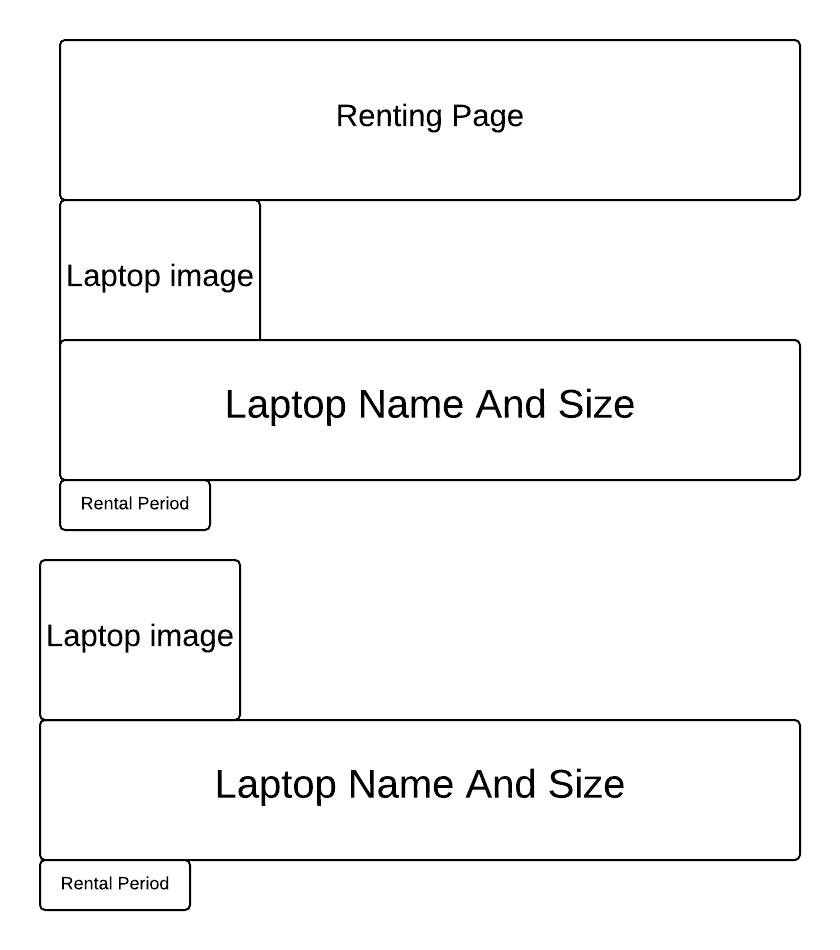 Renting Page
Laptop image
Laptop Name And Size
Rental Period
Laptop image
Laptop Name And Size
Rental Period